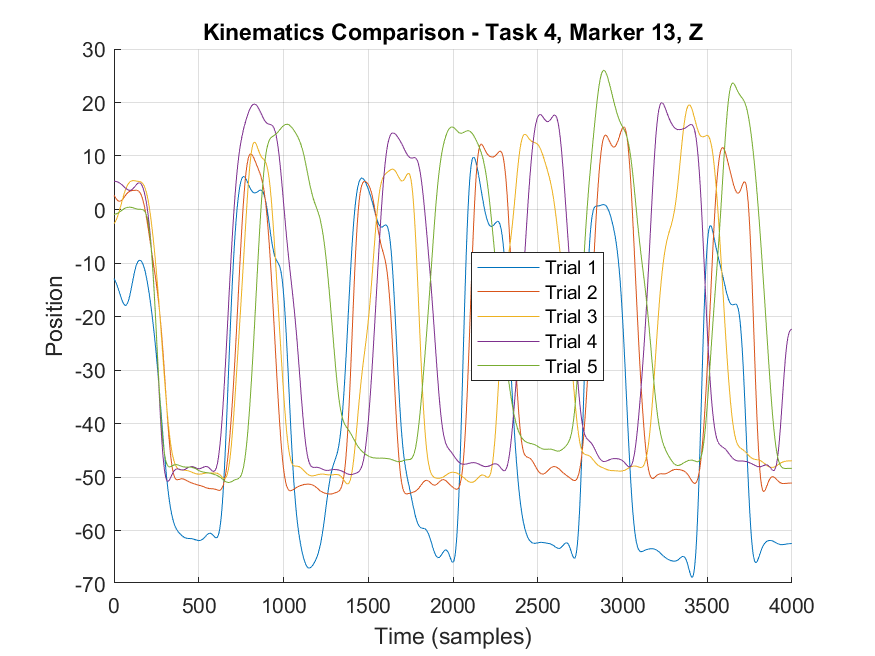 Kinematics Comparison - Task 4, Marker 13, Z
30
20
10
0
-10
-20
-30
-40
-50
-60
-70
Position
Trial 1
Trial 2
Trial 3
Trial 4
Trial 5
0 500 1000 1500 2000 2500 3000 3500 4000
Time (samples)